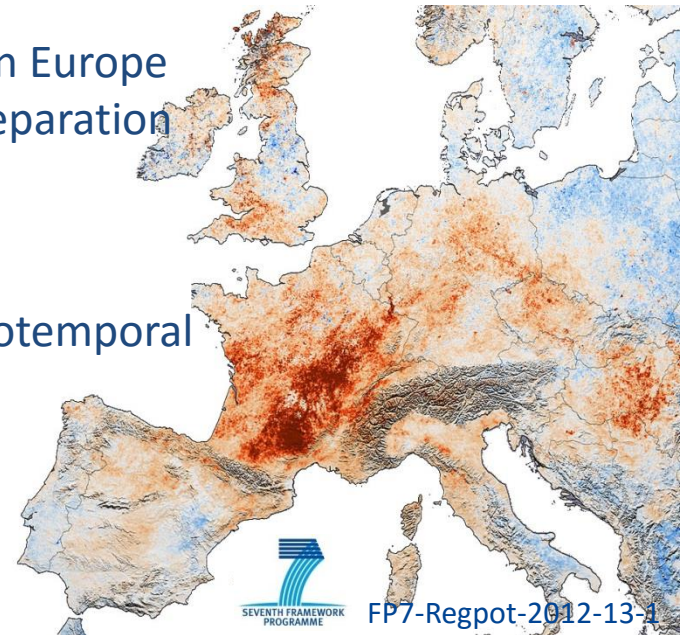 n Europe
eparation
otemporal
SEVENTH FRAMEWORK
PROGRAMME
FP7-Regpot-2012-13-1